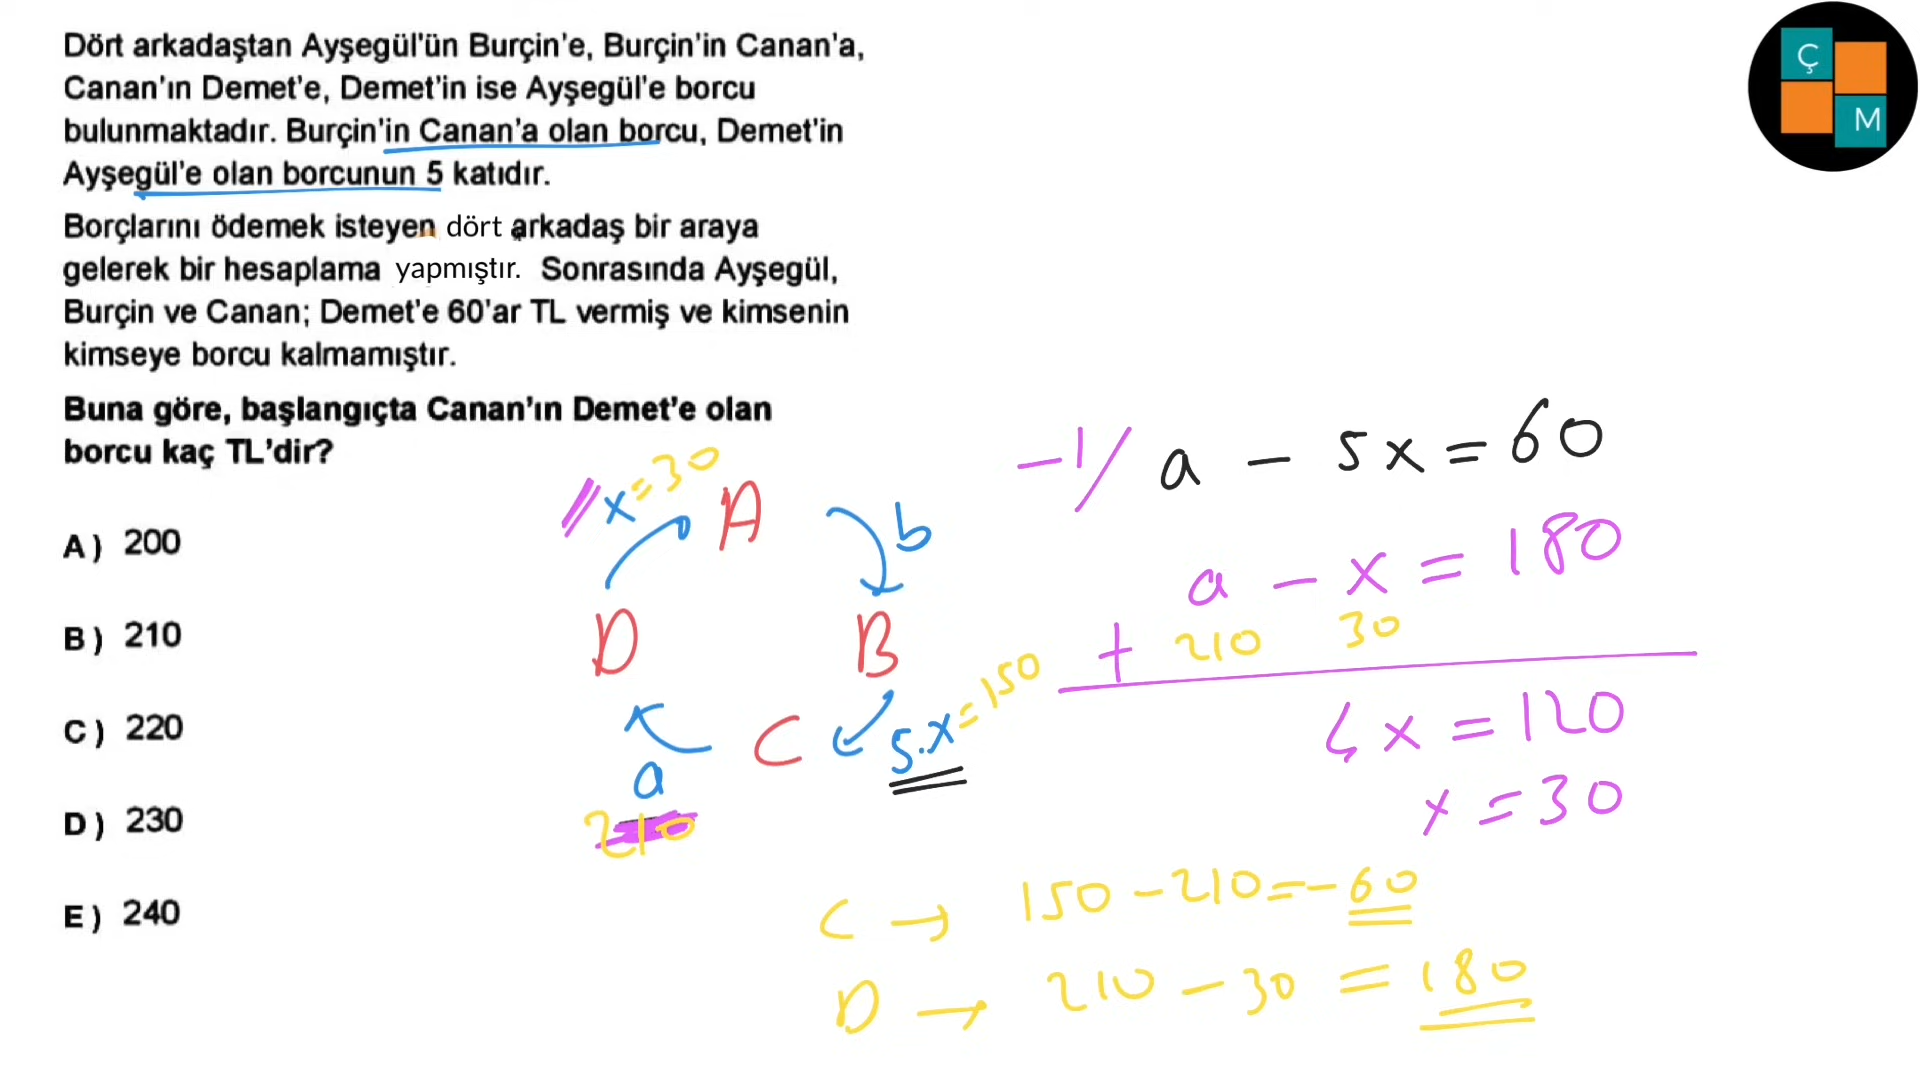 Ç
M
Dört arkadaştan Ayşegül'ün Burçin'e, Burçin'in Canan'a,
Canan'ın Demet'e, Demet'in ise Ayşegül'e borcu
bulunmaktadır. Burçin'in Canan'a olan borcu, Demet'in
Ayşegül'e olan borcunun 5 katıdır.
Borçlarını ödemek isteyen dört arkadaş bir araya
gelerek bir hesaplama yapmıştır. Sonrasında Ayşegül,
Burçin ve Canan; Demet'e 60'ar TL vermiş ve kimsenin
kimseye borcu kalmamıştır.
Buna göre, başlangıçta Canan'ın Demet'e olan
borcu kaç TL'dir?
A) 200
B) 210
C) 220
D) 230
E) 240
x = 30
A
b
D
B
C
5.x = 150
a
210
-1/ a - 5x = 60
a - x = 180
+ 210 30
4x = 120
x = 30
C → 150 - 210 = - 60
D → 210 - 30 = 180